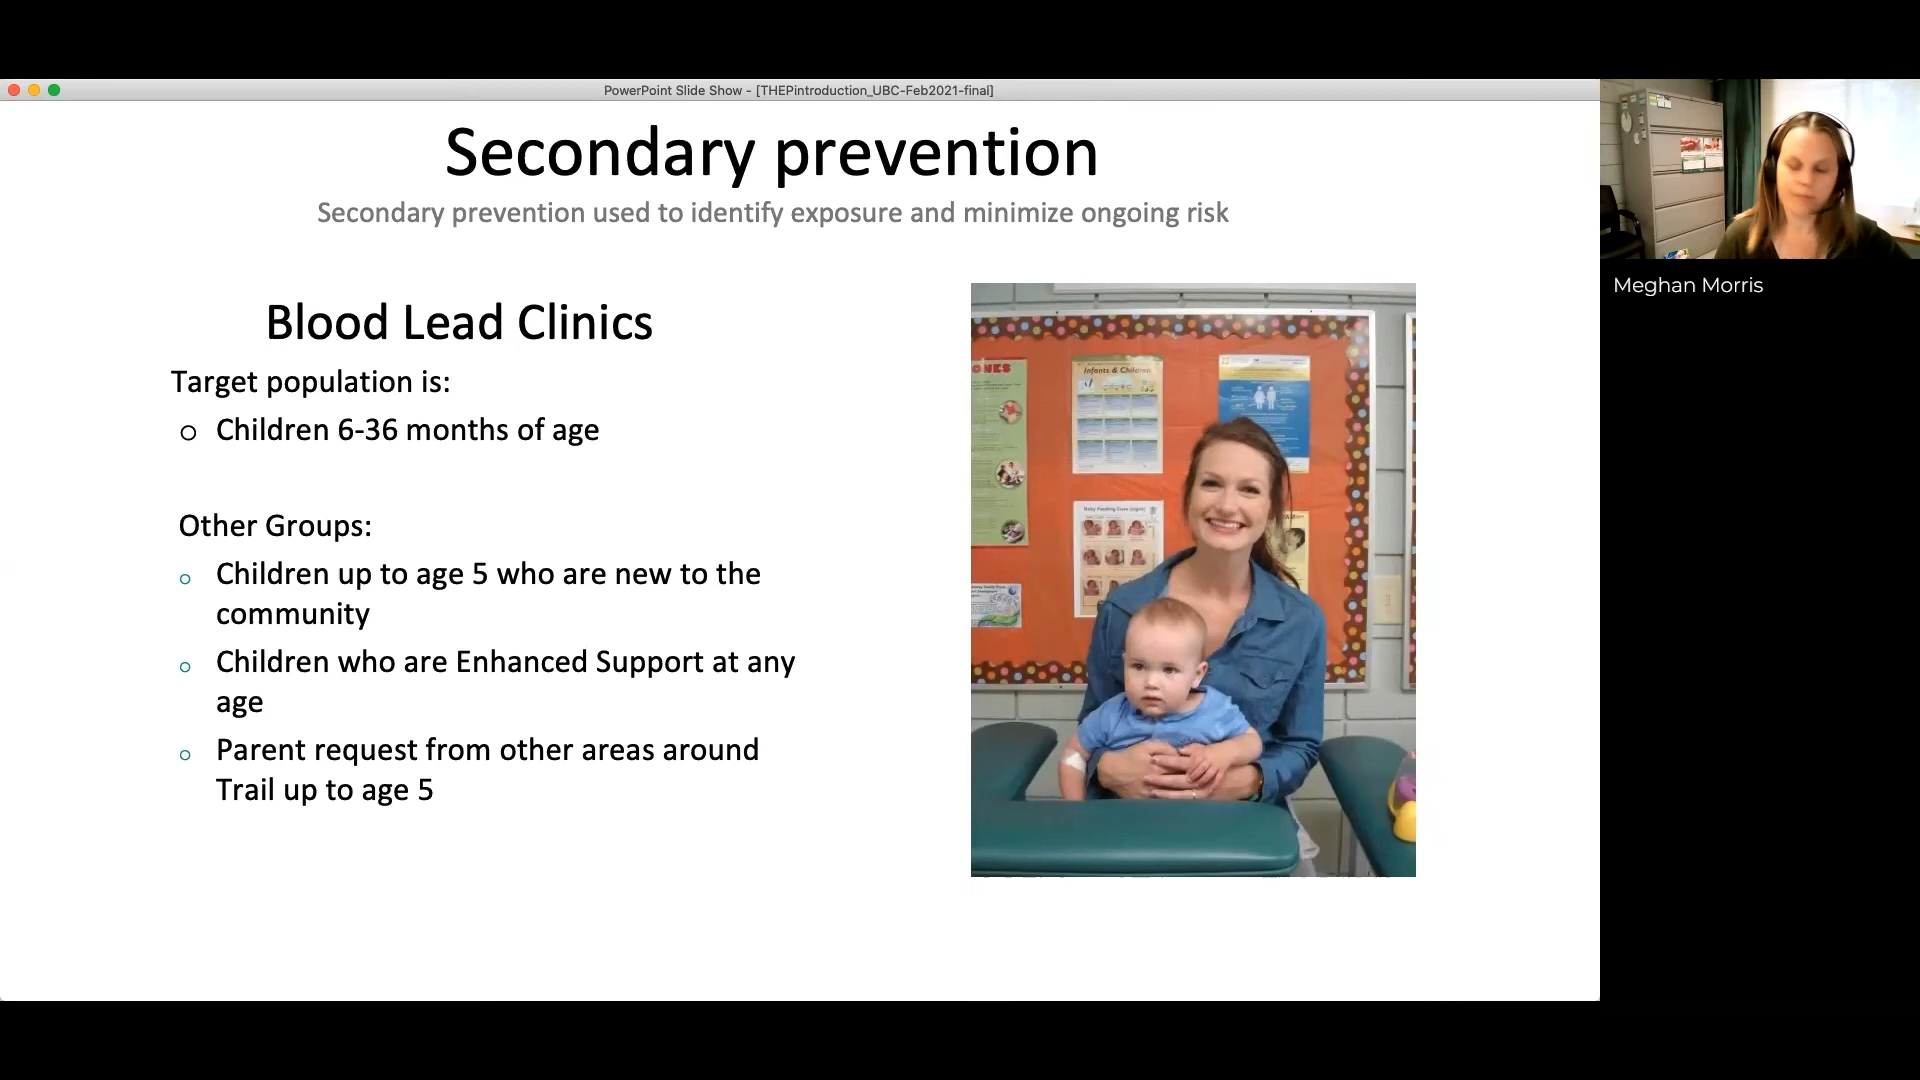 PowerPoint Slide Show - [THEPintroduction_UBC-Feb2021-final]
Secondary prevention
Secondary prevention used to identify exposure and minimize ongoing risk
Blood Lead Clinics
Target population is:
o Children 6-36 months of age
Other Groups:
o Children up to age 5 who are new to the
community
o Children who are Enhanced Support at any
age
o Parent request from other areas around
Trail up to age 5
Infants & Children
Meghan Morris